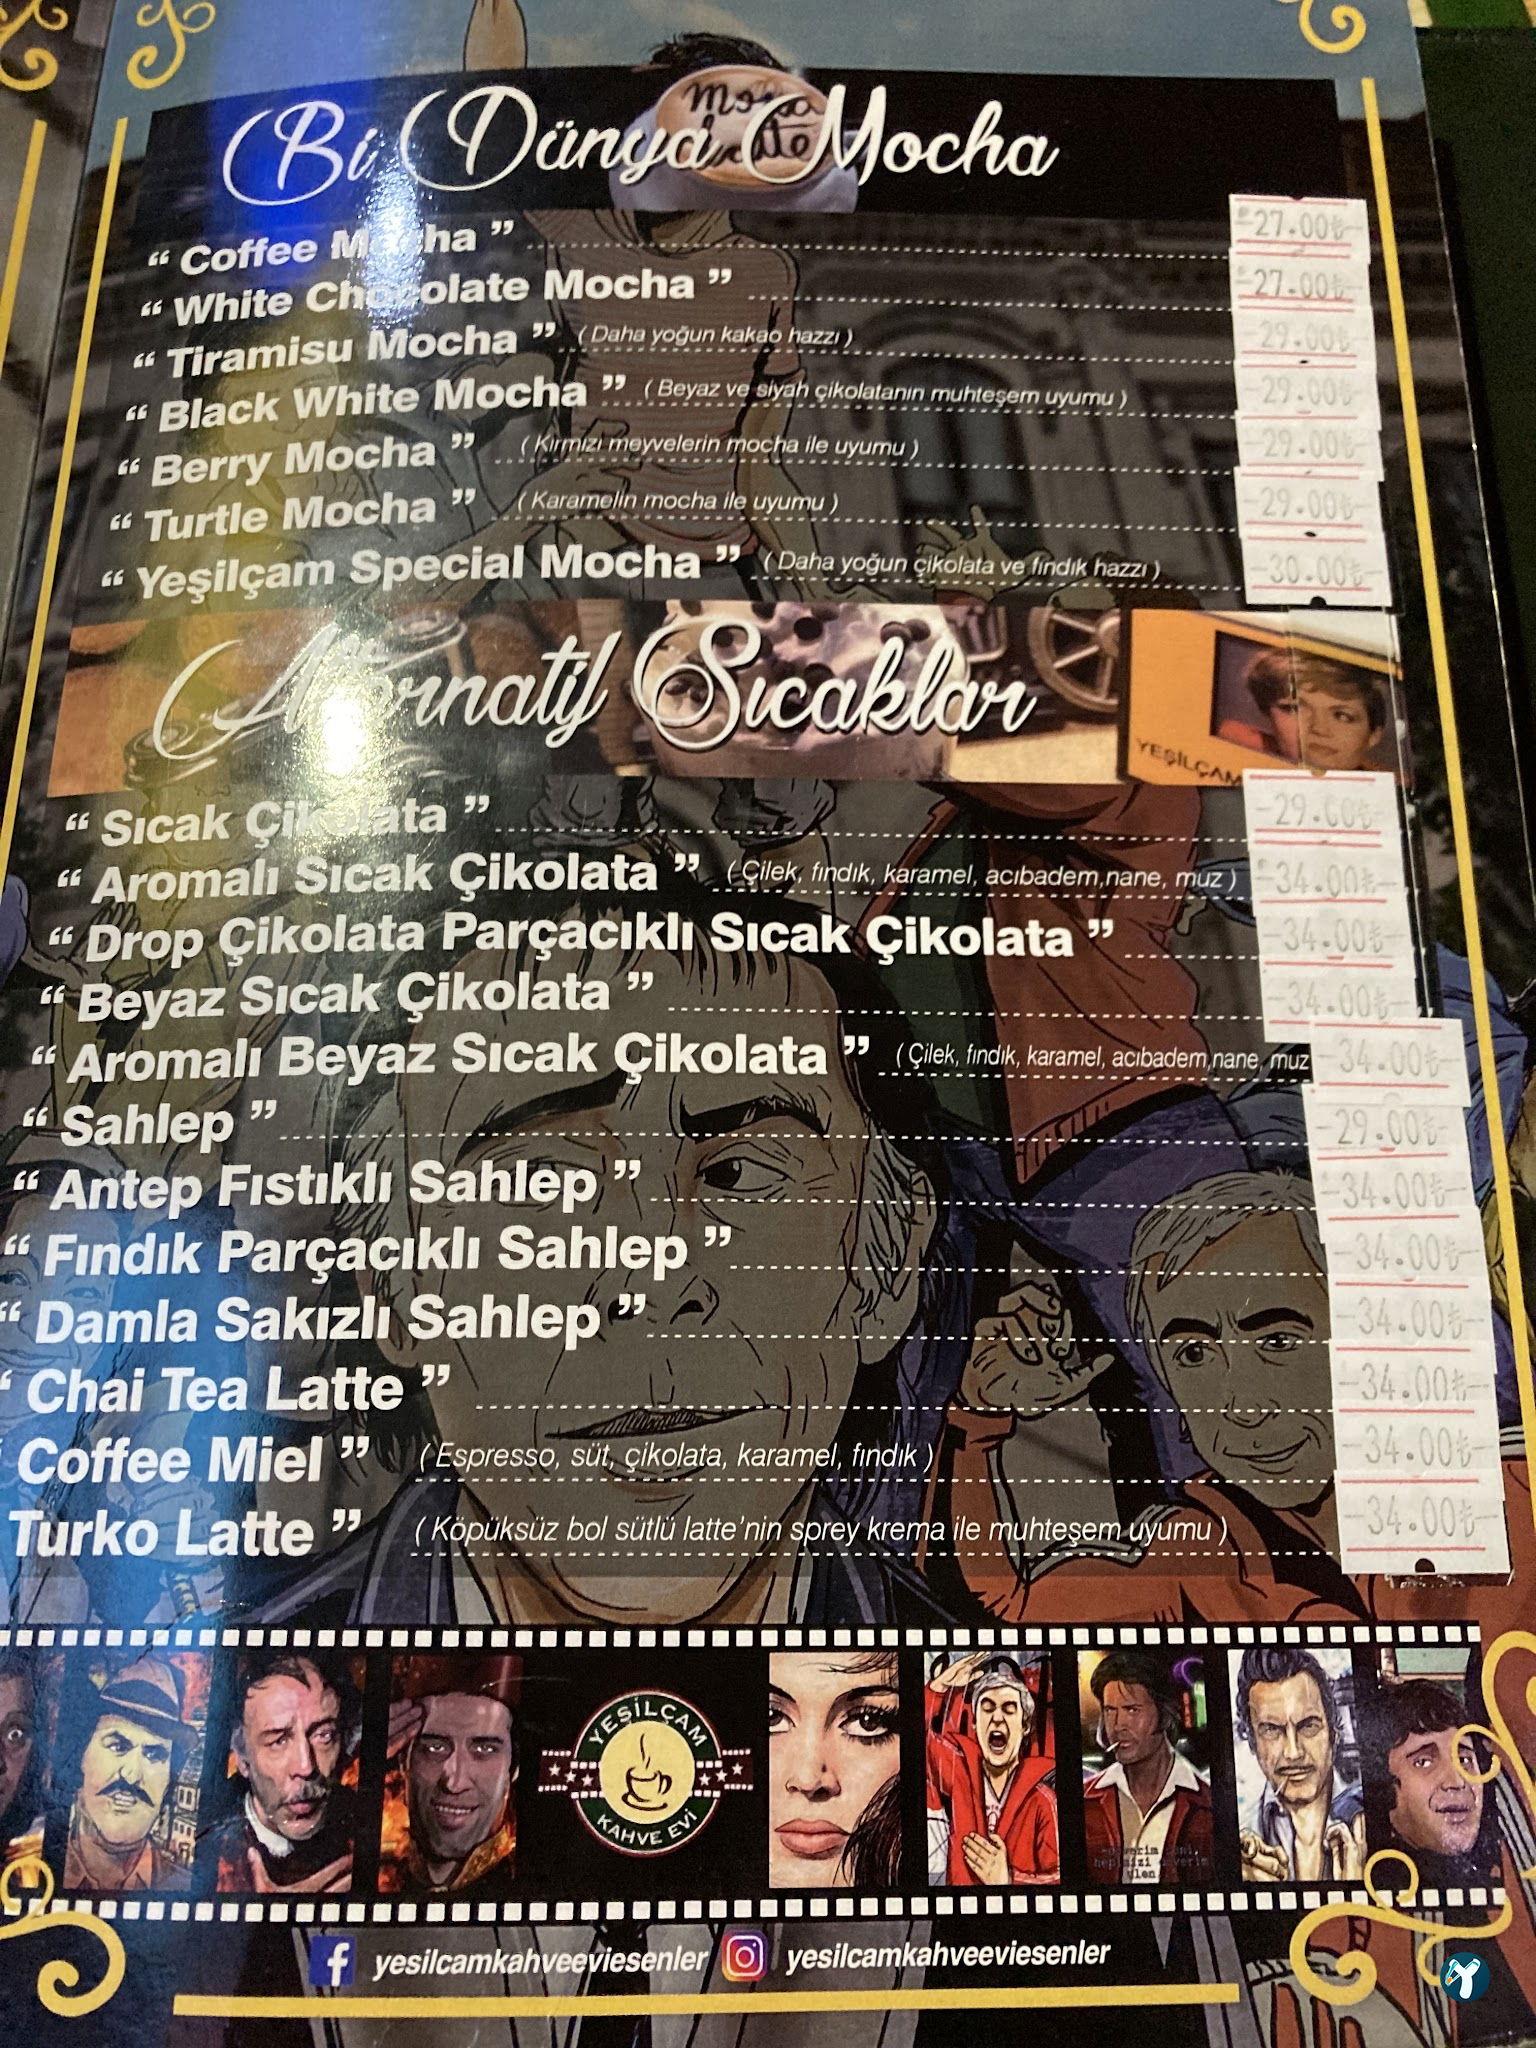 Bi Dünya Mocha
“ Coffee Mocha ” -27.00₺-
“ White Chocolate Mocha ” -27.00₺-
“ Tiramisu Mocha ” ( Daha yoğun kakao hazzı ) -29.00₺-
“ Black White Mocha ” ( Beyaz ve siyah çikolatanın muhteşem uyumu ) -29.00₺-
“ Berry Mocha ” ( Kırmızı meyvelerin mocha ile uyumu ) -29.00₺-
“ Turtle Mocha ” ( Karamelin mocha ile uyumu ) -29.00₺-
“ Yeşilçam Special Mocha ” ( Daha yoğun çikolata ve fındık hazzı ) -30.00₺-
Alternatif Sıcaklar
YEŞİLÇAM
“ Sıcak Çikolata ” -29.00₺-
“ Aromalı Sıcak Çikolata ” ( Çilek, fındık, karamel, acıbadem,nane, muz ) -34.00₺-
“ Drop Çikolata Parçacıklı Sıcak Çikolata ” -34.00₺-
“ Beyaz Sıcak Çikolata ” -34.00₺-
“ Aromalı Beyaz Sıcak Çikolata ” ( Çilek, fındık, karamel, acıbadem,nane, muz -34.00₺-
“ Sahlep ” -29.00₺-
“ Antep Fıstıklı Sahlep ” -34.00₺-
“ Fındık Parçacıklı Sahlep ” -34.00₺-
“ Damla Sakızlı Sahlep ” -34.00₺-
“ Chai Tea Latte ” -34.00₺-
Coffee Miel ” ( Espresso, süt, çikolata, karamel, fındık ) -34.00₺-
Turko Latte ” ( Köpüksüz bol sütlü latte’nin sprey krema ile muhteşem uyumu ) -34.00₺-
YEŞİLÇAM
KAHVE EVİ
yesilcamkahveeviesenler yesilcamkahveeviesenler